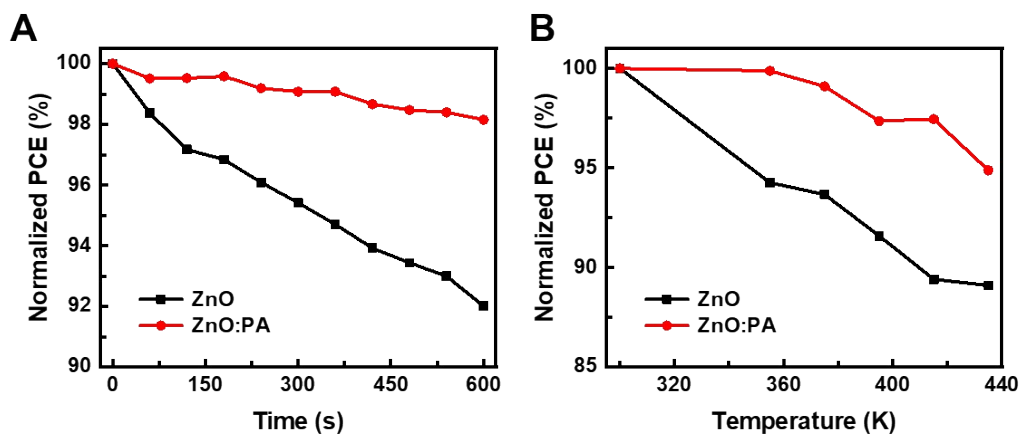 A
Normalized PCE (%)
100
98
96
94
92
90
ZnO
ZnO:PA
0
150
300
450
600
Time (s)
B
Normalized PCE (%)
100
95
90
85
ZnO
ZnO:PA
320
360
400
440
Temperature (K)